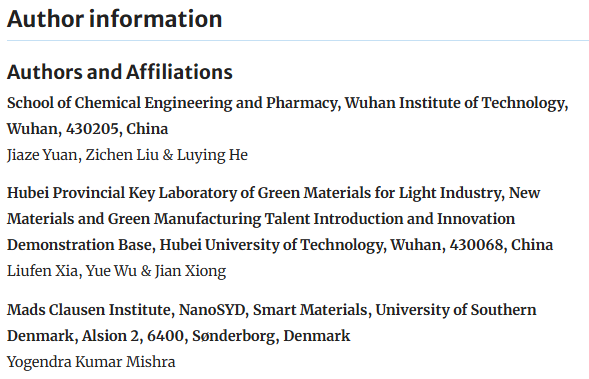 Author information
Authors and Affiliations
School of Chemical Engineering and Pharmacy, Wuhan Institute of Technology,
Wuhan, 430205, China
Jiaze Yuan, Zichen Liu & Luying He
Hubei Provincial Key Laboratory of Green Materials for Light Industry, New
Materials and Green Manufacturing Talent Introduction and Innovation
Demonstration Base, Hubei University of Technology, Wuhan, 430068, China
Liufen Xia, Yue Wu & Jian Xiong
Mads Clausen Institute, NanoSYD, Smart Materials, University of Southern
Denmark, Alsion 2, 6400, Sønderborg, Denmark
Yogendra Kumar Mishra